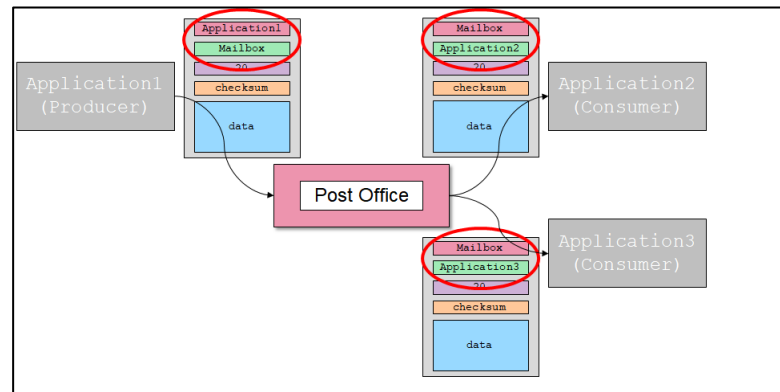 Application1
(Producer)
Application1
Mailbox
20
checksum
data
Post Office
Mailbox
Application2
20
checksum
data
Application2
(Consumer)
Mailbox
Application3
20
checksum
data
Application3
(Consumer)